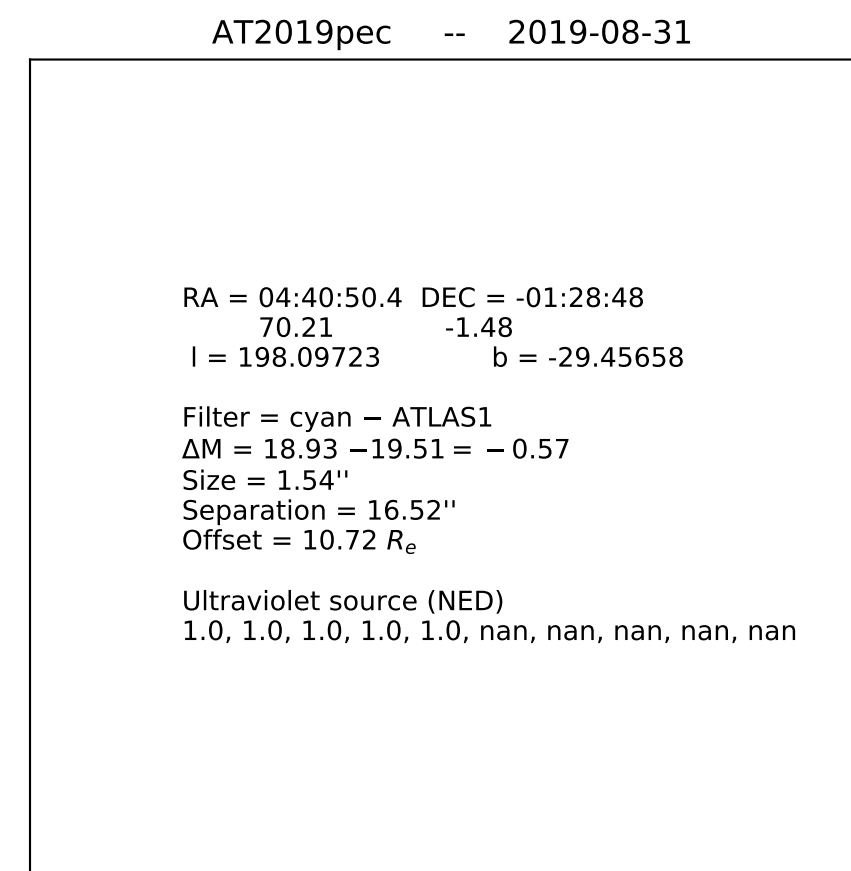 AT2019pec -- 2019-08-31
RA = 04:40:50.4 DEC = -01:28:48
70.21 -1.48
l = 198.09723 b = -29.45658
Filter = cyan − ATLAS1
ΔM = 18.93 −19.51 = − 0.57
Size = 1.54''
Separation = 16.52''
Offset = 10.72 Re
Ultraviolet source (NED)
1.0, 1.0, 1.0, 1.0, 1.0, nan, nan, nan, nan, nan